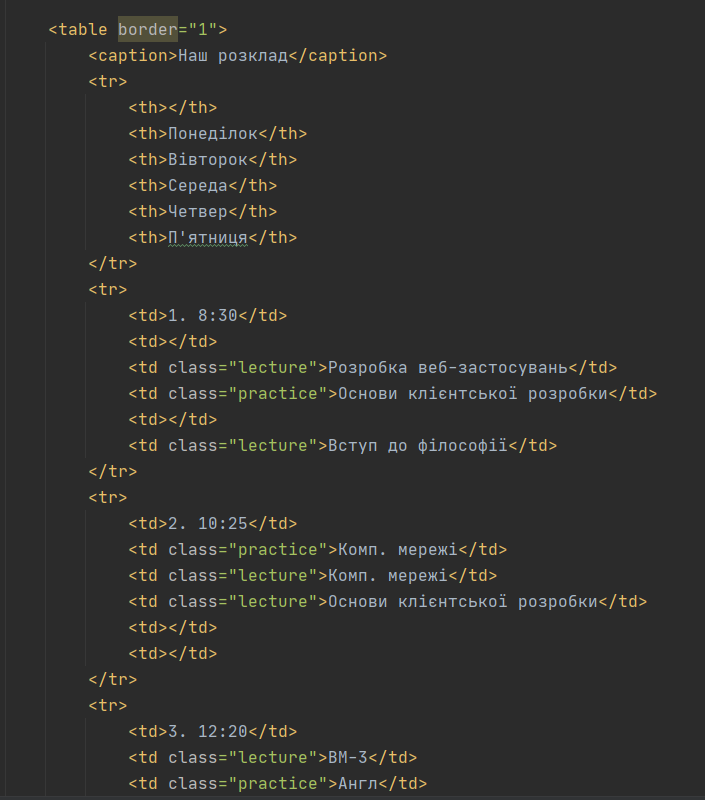 <table border="1">
<caption>Наш розклад</caption>
<tr>
<th></th>
<th>Понеділок</th>
<th>Вівторок</th>
<th>Середа</th>
<th>Четвер</th>
<th>П'ятниця</th>
</tr>
<tr>
<td>1. 8:30</td>
<td></td>
<td class="lecture">Розробка веб-застосувань</td>
<td class="practice">Основи клієнтської розробки</td>
<td></td>
<td class="lecture">Вступ до філософії</td>
</tr>
<tr>
<td>2. 10:25</td>
<td class="practice">Комп. мережі</td>
<td class="lecture">Комп. мережі</td>
<td class="lecture">Основи клієнтської розробки</td>
<td></td>
<td></td>
</tr>
<tr>
<td>3. 12:20</td>
<td class="lecture">ВМ-3</td>
<td class="practice">Англ</td>